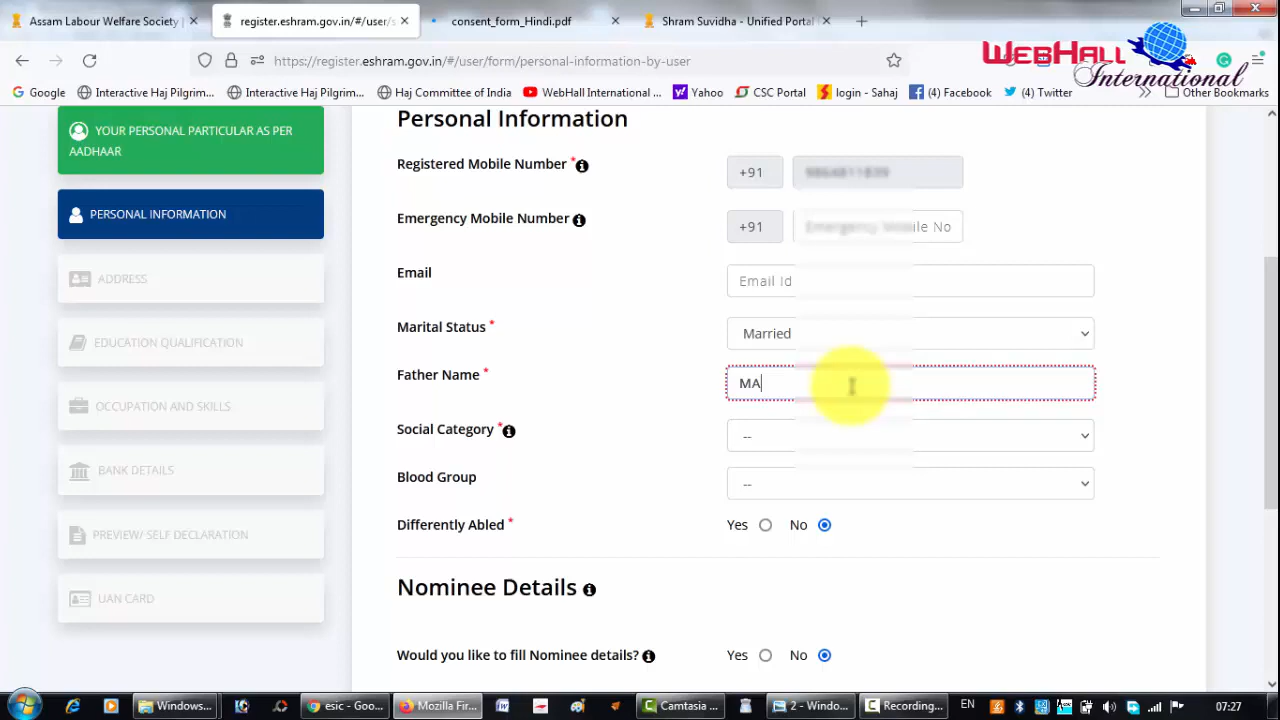 Assam Labour Welfare Society |
register.eshram.gov.in/#/user/s
consent_form_Hindi.pdf
Shram Suvidha - Unified Portal
WEBHALL
International
https://register.eshram.gov.in/#/user/form/personal-information-by-user
Google
Interactive Haj Pilgrim...
Interactive Haj Pilgrim...
Haj Committee of India
WebHall International ...
Yahoo
CSC Portal
login - Sahaj
(4) Facebook
(4) Twitter
Other Bookmarks
YOUR PERSONAL PARTICULAR AS PER
AADHAAR
PERSONAL INFORMATION
ADDRESS
EDUCATION QUALIFICATION
OCCUPATION AND SKILLS
BANK DETAILS
PREVIEW/ SELF DECLARATION
UAN CARD
Personal Information
Registered Mobile Number *
+91
Emergency Mobile Number
+91 Emergency Mobile No
Email
Email Id
Marital Status *
Married
Father Name *
MA
Social Category *
--
Blood Group
--
Differently Abled *
Yes No
Nominee Details
Would you like to fill Nominee details?
Yes No
Windows...
esic - Goo...
Mozilla Fir...
Camtasia ...
2 - Windo...
Recording...
EN
07:27